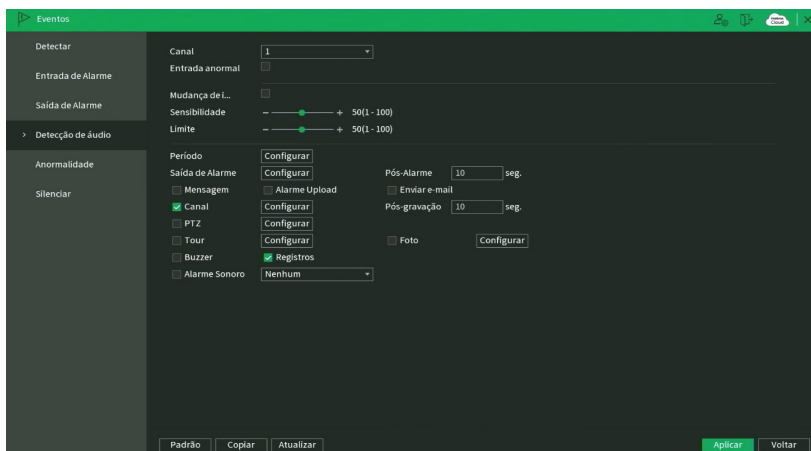 Eventos
Detectar
Entrada de Alarme
Saída de Alarme
> Detecção de áudio
Anormalidade
Silenciar
Canal 1
Entrada anormal
Mudança de i...
Sensibilidade − + 50(1 - 100)
Limite − + 50(1 - 100)
Período Configurar
Saída de Alarme Configurar Pós-Alarme 10 seg.
Mensagem Alarme Upload Enviar e-mail
Canal Configurar Pós-gravação 10 seg.
PTZ Configurar
Tour Configurar Foto Configurar
Buzzer Registros
Alarme Sonoro Nenhum
Padrão Copiar Atualizar Aplicar Voltar